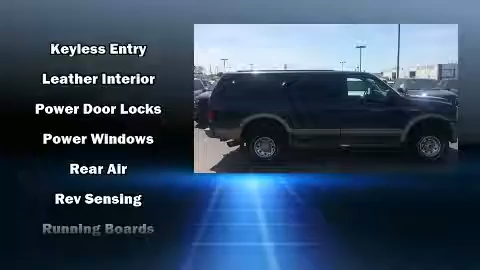 Keyless Entry
Leather Interior
Power Door Locks
Power Windows
Rear Air
Rev Sensing
Running Boards